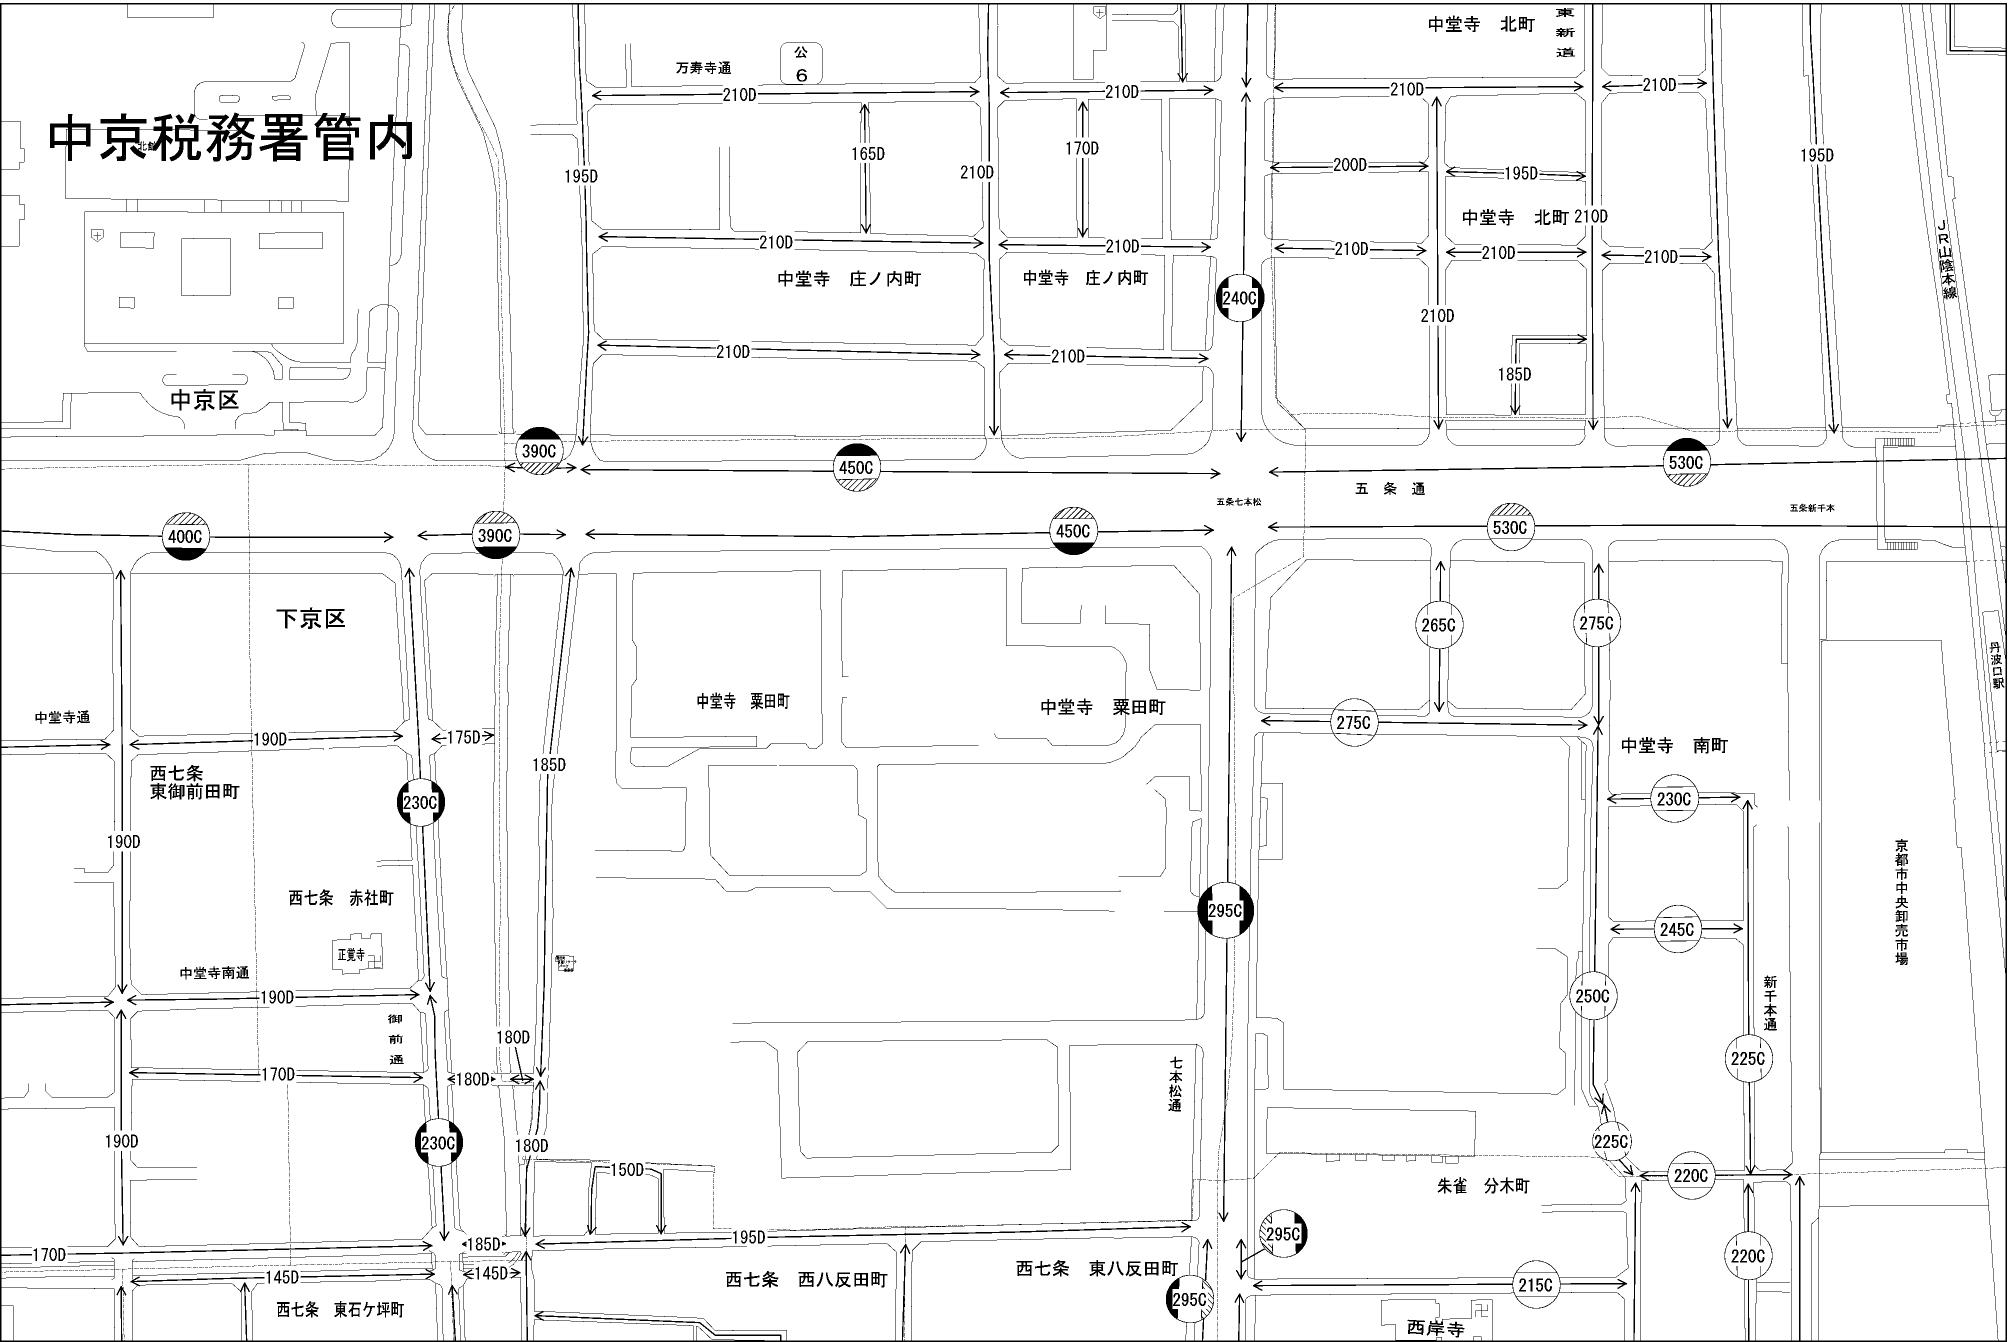 中堂寺　北町
東新道
万寿寺通
公
6
210D
210D
210D
210D
中京税務署管内
北館
195D
165D
210D
170D
200D
195D
195D
中堂寺　北町
210D
JR山陰本線
210D
210D
210D
210D
210D
中堂寺　庄ノ内町
中堂寺　庄ノ内町
240C
210D
210D
210D
185D
中京区
390C
450C
530C
五条通
五条七本松
五条新千本
400C
390C
450C
530C
下京区
265C
275C
丹波口駅
中堂寺通
中堂寺　粟田町
中堂寺　粟田町
190D
175D
275C
中堂寺　南町
185D
西七条
東御前田町
230C
230C
190D
京都市中央卸売市場
西七条　赤社町
295C
245C
正覚寺
中堂寺南通
190D
250C
新千本通
御前通
180D
170D
180D
225C
七本松通
190D
230C
180D
225C
150D
220C
朱雀　分木町
170D
185D
195D
295C
220C
145D
145D
西七条　西八反田町
西七条　東八反田町
215C
295C
西七条　東石ケ坪町
西岸寺